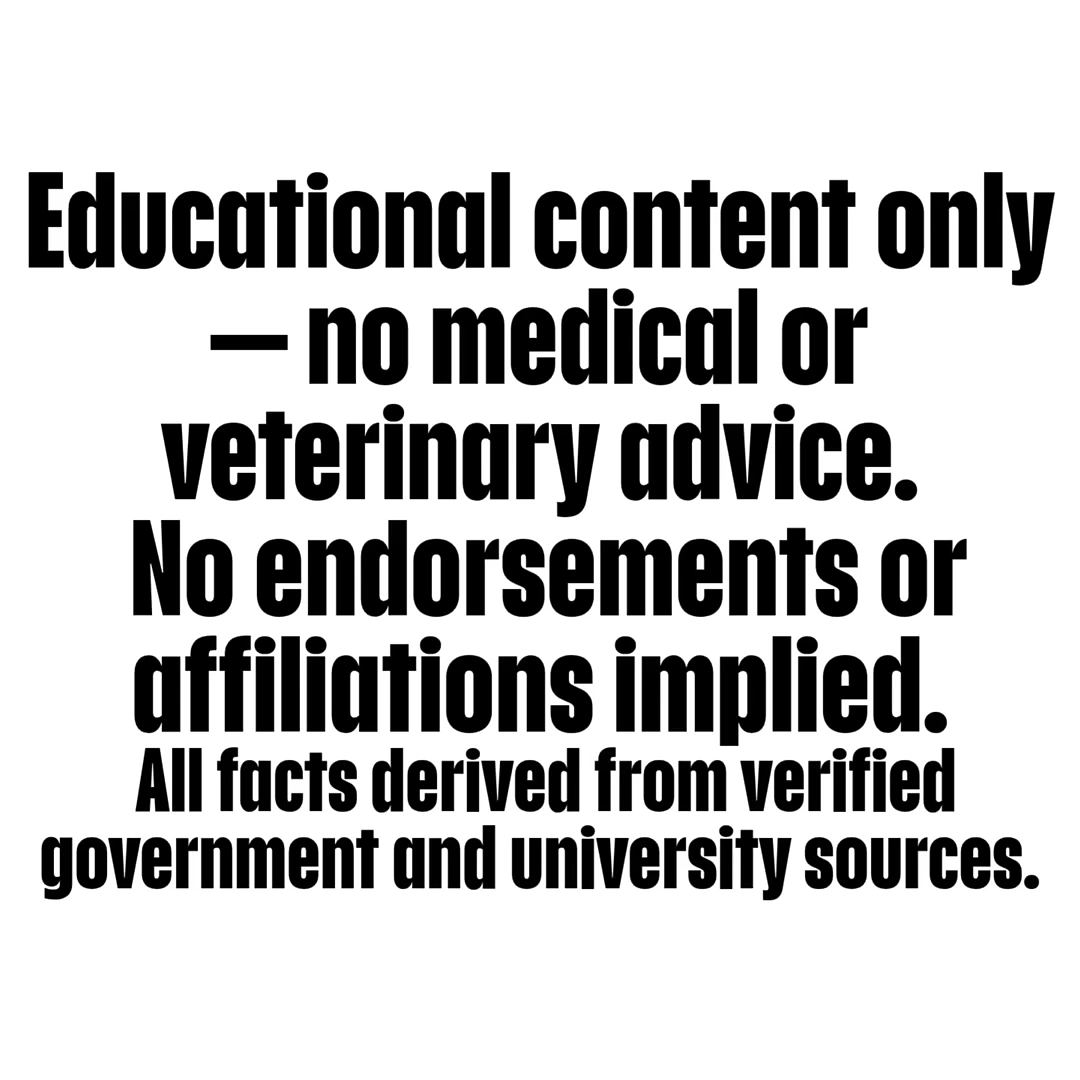 Educational content only
— no medical or
veterinary advice.
No endorsements or
affiliations implied.
All facts derived from verified
government and university sources.